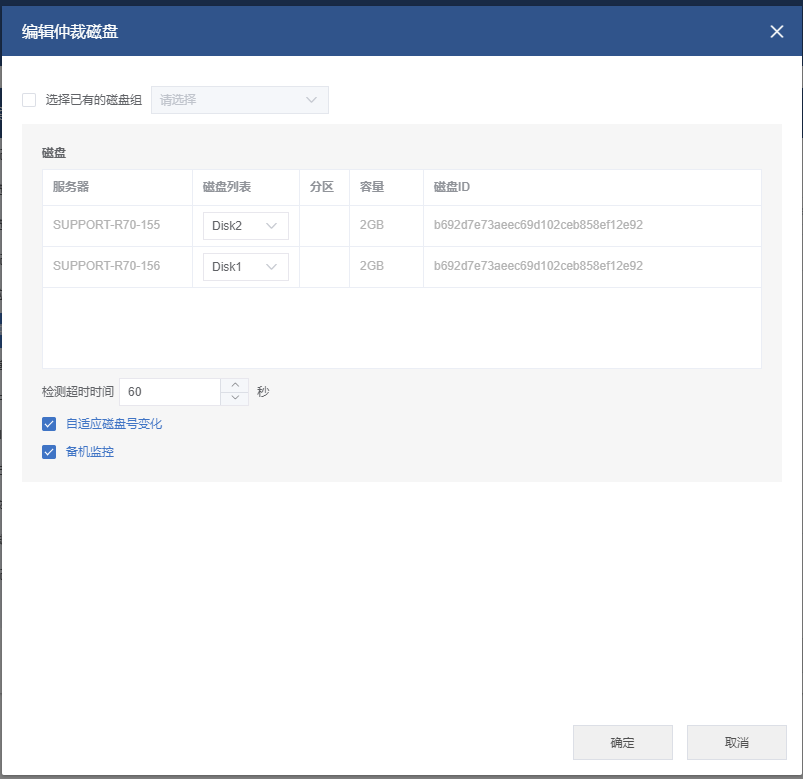 编辑仲裁磁盘
选择已有的磁盘组 请选择
磁盘
服务器 磁盘列表 分区 容量 磁盘ID
SUPPORT-R70-155 Disk2 2GB b692d7e73aeec69d102ceb858ef12e92
SUPPORT-R70-156 Disk1 2GB b692d7e73aeec69d102ceb858ef12e92
检测超时时间 60 秒
自适应磁盘号变化
备机监控
确定 取消